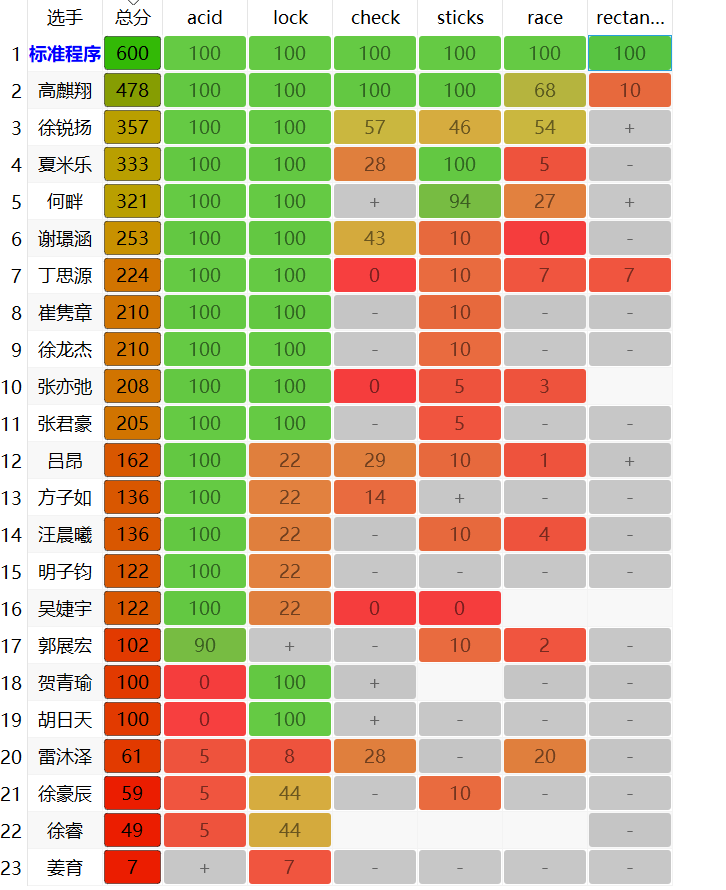 选手 总分 acid lock check sticks race rectan...
1 标准程序 600 100 100 100 100 100 100
2 高麒翔 478 100 100 100 100 68 10
3 徐锐扬 357 100 100 57 46 54 +
4 夏米乐 333 100 100 28 100 5 -
5 何畔 321 100 100 + 94 27 +
6 谢璟涵 253 100 100 43 10 0 -
7 丁思源 224 100 100 0 10 7 7
8 崔隽章 210 100 100 - 10 - -
9 徐龙杰 210 100 100 - 10 - -
10 张亦弛 208 100 100 0 5 3
11 张君豪 205 100 100 - 5 - -
12 吕昂 162 100 22 29 10 1 +
13 方子如 136 100 22 14 + - -
14 汪晨曦 136 100 22 - 10 4 -
15 明子钧 122 100 22 - - - -
16 吴婕宇 122 100 22 0 0
17 郭展宏 102 90 + - 10 2 -
18 贺青瑜 100 0 100 + - -
19 胡日天 100 0 100 + - - -
20 雷沐泽 61 5 8 28 - 20 -
21 徐豪辰 59 5 44 - 10 - -
22 徐睿 49 5 44 -
23 姜育 7 + 7 - - - -